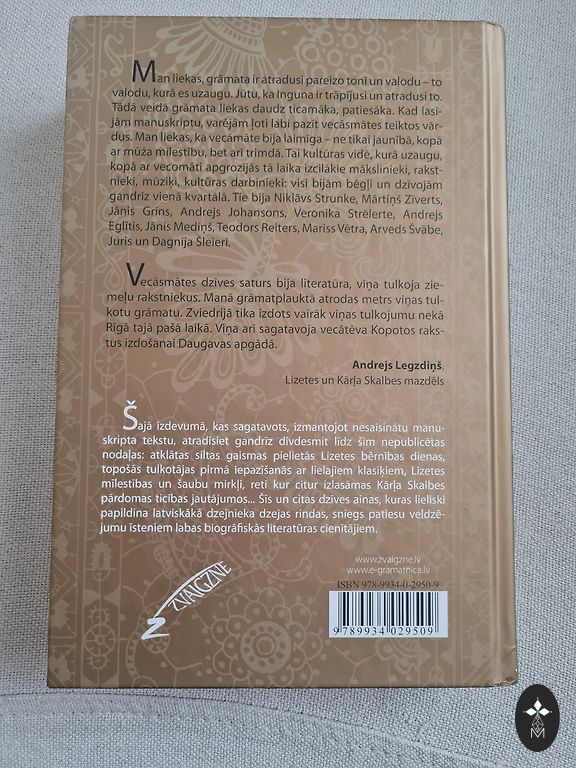 Man liekas, grāmata ir atradusi pareizo toni un valodu – to
valodu, kurā es uzaugu. Jūtu, ka Inguna ir trāpījusi un atradusi to.
Tādā veidā grāmata liekas daudz ticamāka, patiesāka. Kad lasī-
jām manuskriptu, varējām ļoti labi pazīt vecāsmātes teiktos vār-
dus. Man liekas, ka vecāmāte bija laimīga – ne tikai jaunībā, kopā
ar mūža mīlestību, bet arī trimdā. Tai kultūras vidē, kurā uzaugu,
kopā ar vecomāti apgrozījās tā laika izcilākie mākslinieki, rakst-
nieki, mūziķi, kultūras darbinieki: visi bijām bēgļi un dzīvojām
gandrīz vienā kvartālā. Tie bija Niklāvs Strunke, Mārtiņš Zīverts,
Jānis Grīns, Andrejs Johansons, Veronika Strēlerte, Andrejs
Eglītis, Jānis Mediņš, Teodors Reiters, Mariss Vētra, Arveds Švābe,
Juris un Dagnija Šleieri.
Vecāsmātes dzīves saturs bija literatūra, viņa tulkoja zie-
meļu rakstniekus. Manā grāmatplauktā atrodas metrs viņas tul-
kotu grāmatu. Zviedrijā tika izdots vairāk viņas tulkojumu nekā
Rīgā tajā pašā laikā. Viņa arī sagatavoja vecātēva Kopotos rak-
stus izdošanai Daugavas apgādā.
Andrejs Legzdiņš,
Lizetes un Kārļa Skalbes mazdēls
Šajā izdevumā, kas sagatavots, izmantojot nesaīsinātu manu-
skripta tekstu, atradīsiet gandrīz divdesmit līdz šim nepublicētas
nodaļas: atklātas siltas gaismas pielietās Lizetes bērnības dienas,
topošās tulkotājas pirmā iepazīšanās ar lielajiem klasiķiem, Lizetes
mīlestības un šaubu mirkļi, reti kur citur izlasāmas Kārļa Skalbes
pārdomas ticības jautājumos... Šīs un citas dzīves ainas, kuras lieliski
papildina latviskākā dzejnieka dzejas rindas, sniegs patiesu veldzē-
jumu īsteniem labas biogrāfiskās literatūras cienītājiem.
www.zvaigzne.lv
www.e-gramatnica.lv
ZVAIGZNE
ISBN 978-9934-0-2950-9
9 789934 029509
M